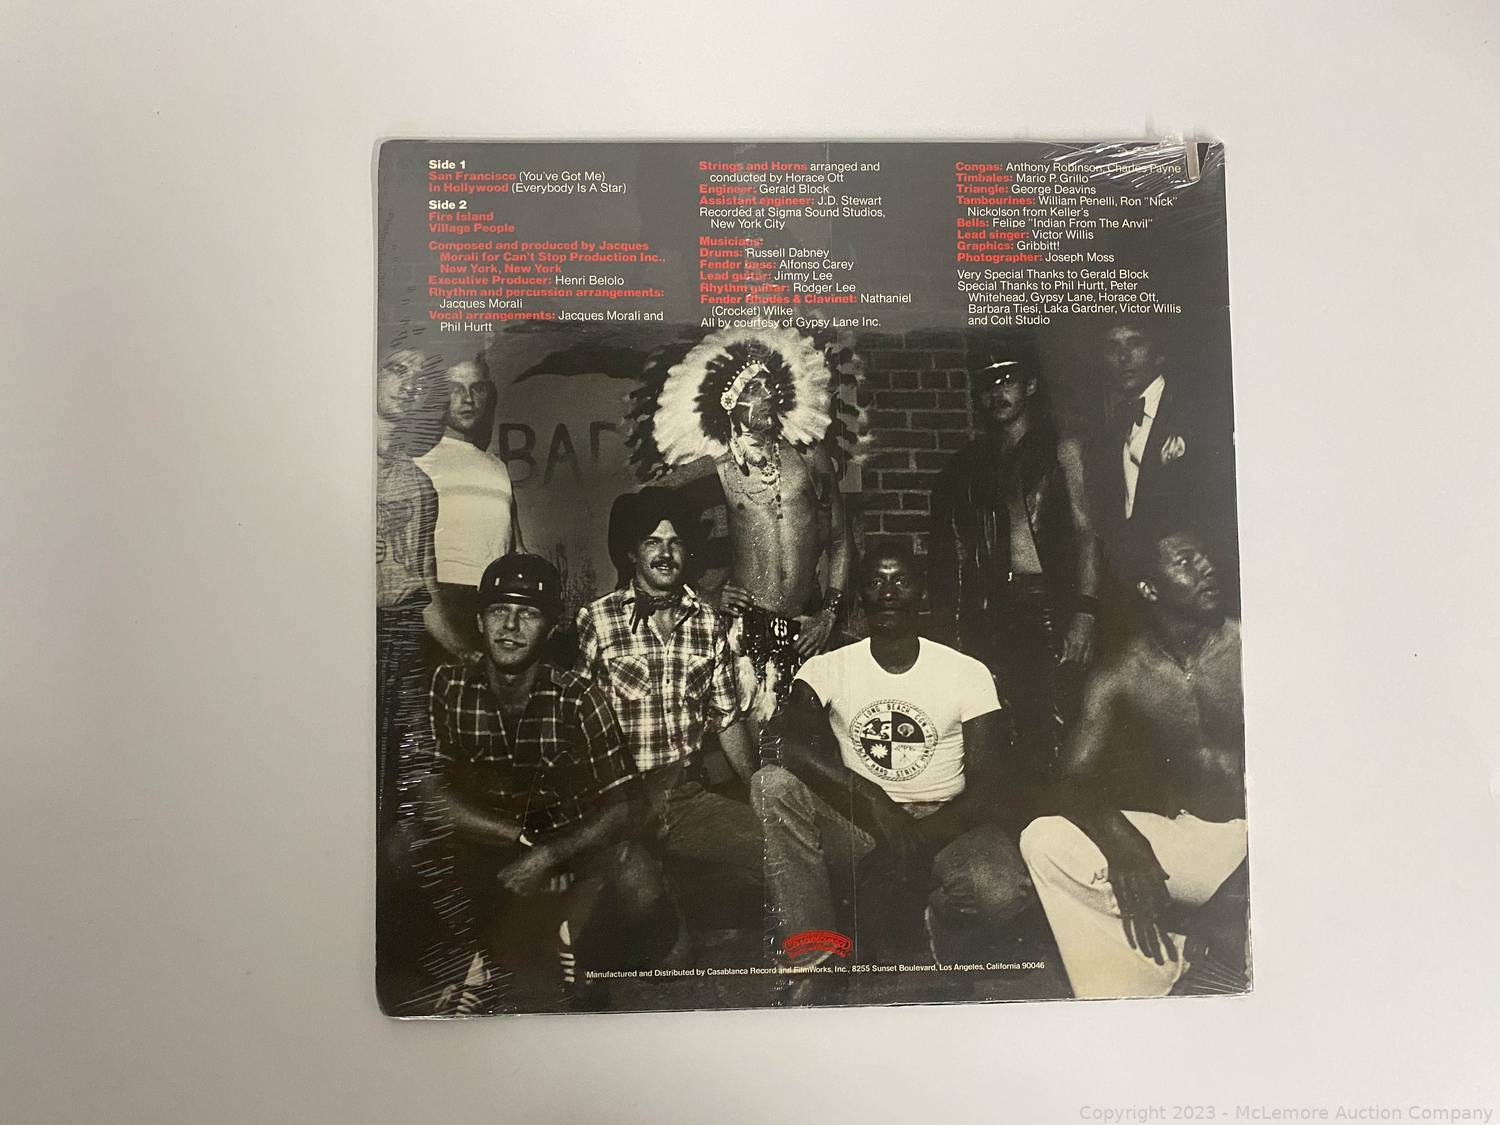 Side 1
San Francisco (You've Got Me)
In Hollywood (Everybody Is A Star)
Side 2
Fire Island
Village People
Composed and produced by Jacques
Morali for Can't Stop Production Inc.,
New York, New York
Executive Producer: Henri Belolo
Rhythm and percussion arrangements:
Jacques Morali
Vocal arrangements: Jacques Morali and
Phil Hurtt
Strings and Horns arranged and
conducted by Horace Ott
Engineer: Gerald Block
Assistant engineer: J.D. Stewart
Recorded at Sigma Sound Studios,
New York City
Musicians:
Drums: Russell Dabney
Fender bass: Alfonso Carey
Lead guitar: Jimmy Lee
Rhythm guitar: Rodger Lee
Fender Rhodes & Clavinet: Nathaniel
(Crocket) Wilke
All by courtesy of Gypsy Lane Inc.
Congas: Anthony Robinson, Charles Payne
Timbales: Mario P. Grillo
Triangle: George Deavins
Tambourines: William Penelli, Ron "Nick"
Nickolson from Keller's
Bells: Felipe "Indian From The Anvil"
Lead singer: Victor Willis
Graphics: Gribbitt!
Photographer: Joseph Moss
Very Special Thanks to Gerald Block
Special Thanks to Phil Hurtt, Peter
Whitehead, Gypsy Lane, Horace Ott,
Barbara Tiesi, Laka Gardner, Victor Willis
and Colt Studio
BAD
LONG BEACH
HARD STRIKE
Casablanca
Manufactured and Distributed by Casablanca Record and FilmWorks, Inc., 8255 Sunset Boulevard, Los Angeles, California 90046
Copyright 2023 - McLemore Auction Company